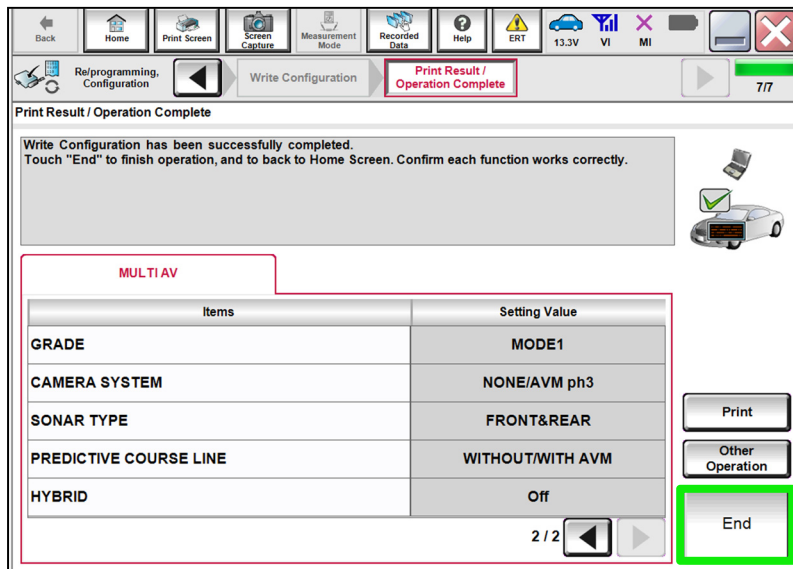 Back
Home
Print Screen
Screen
Capture
Measurement
Mode
Recorded
Data
Help
ERT
13.3V
VI
MI
Re/programming,
Configuration
Write Configuration
Print Result /
Operation Complete
7/7
Print Result / Operation Complete
Write Configuration has been successfully completed.
Touch "End" to finish operation, and to back to Home Screen. Confirm each function works correctly.
MULTI AV
Items Setting Value
GRADE MODE1
CAMERA SYSTEM NONE/AVM ph3
SONAR TYPE FRONT&REAR
PREDICTIVE COURSE LINE WITHOUT/WITH AVM
HYBRID Off
2 / 2
Print
Other
Operation
End